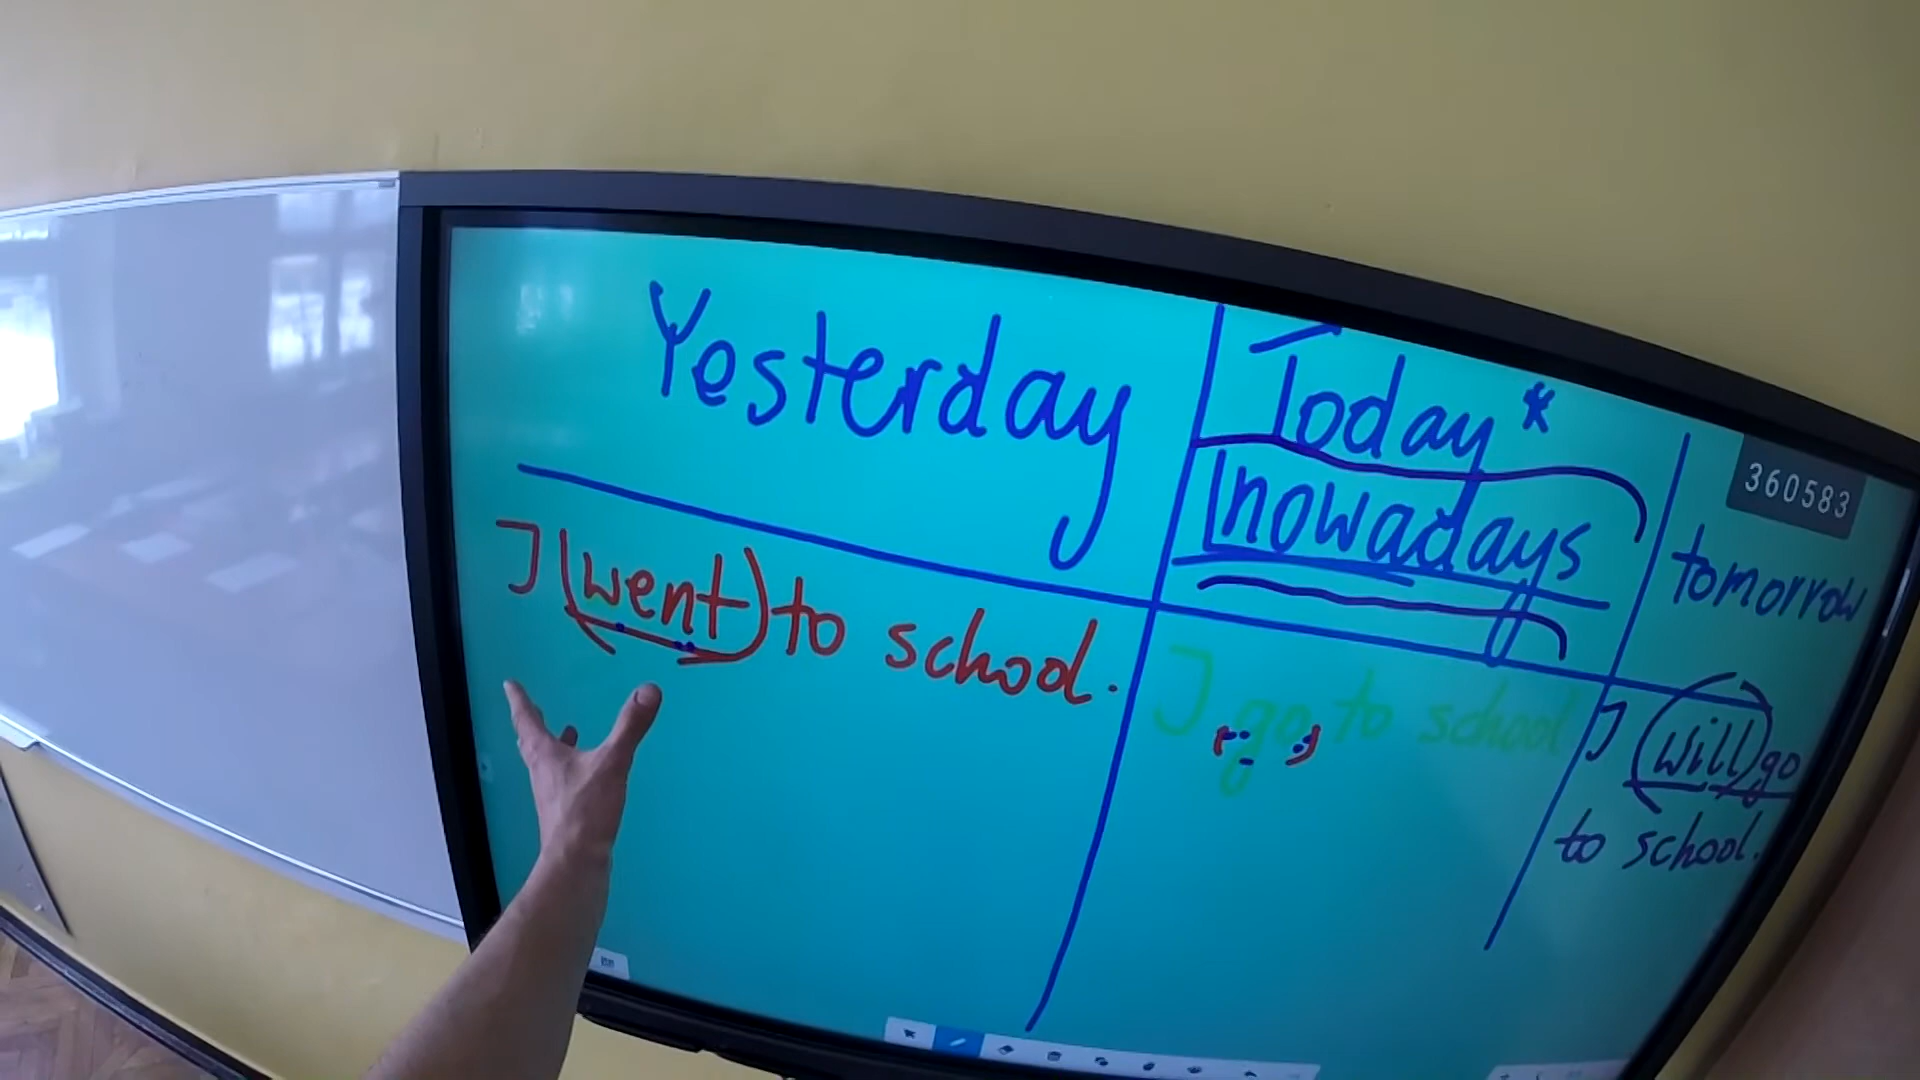 Yesterday
Today*
nowadays
tomorrow
360583
I (went) to school.
I go to school
I will go
to school.